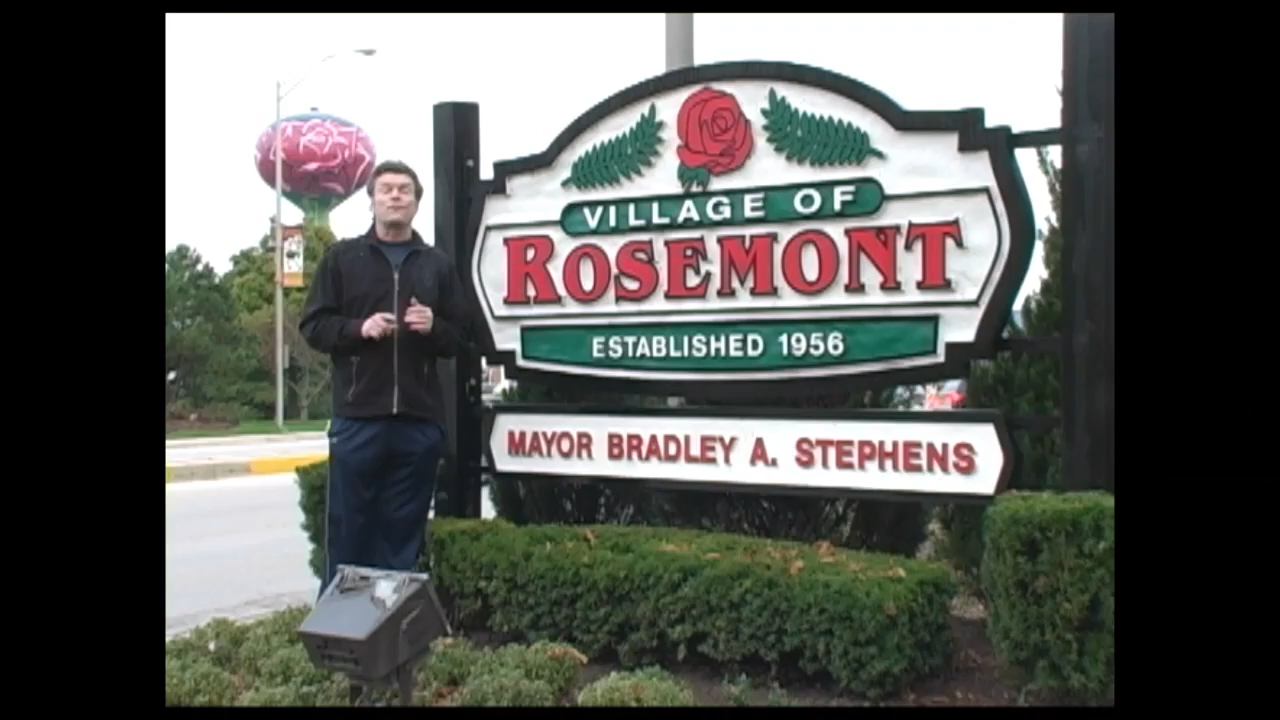 VILLAGE OF
ROSEMONT
ESTABLISHED 1956
MAYOR BRADLEY A. STEPHENS